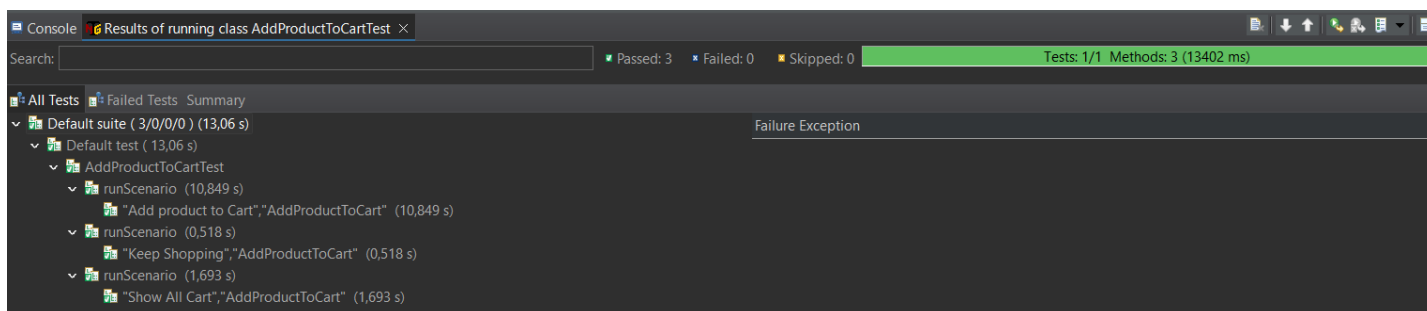 Console Results of running class AddProductToCartTest
Search: Passed: 3 Failed: 0 Skipped: 0 Tests: 1/1 Methods: 3 (13402 ms)
All Tests Failed Tests Summary
Default suite ( 3/0/0/0 ) (13,06 s) Failure Exception
Default test ( 13,06 s)
AddProductToCartTest
runScenario (10,849 s)
"Add product to Cart","AddProductToCart" (10,849 s)
runScenario (0,518 s)
"Keep Shopping","AddProductToCart" (0,518 s)
runScenario (1,693 s)
"Show All Cart","AddProductToCart" (1,693 s)